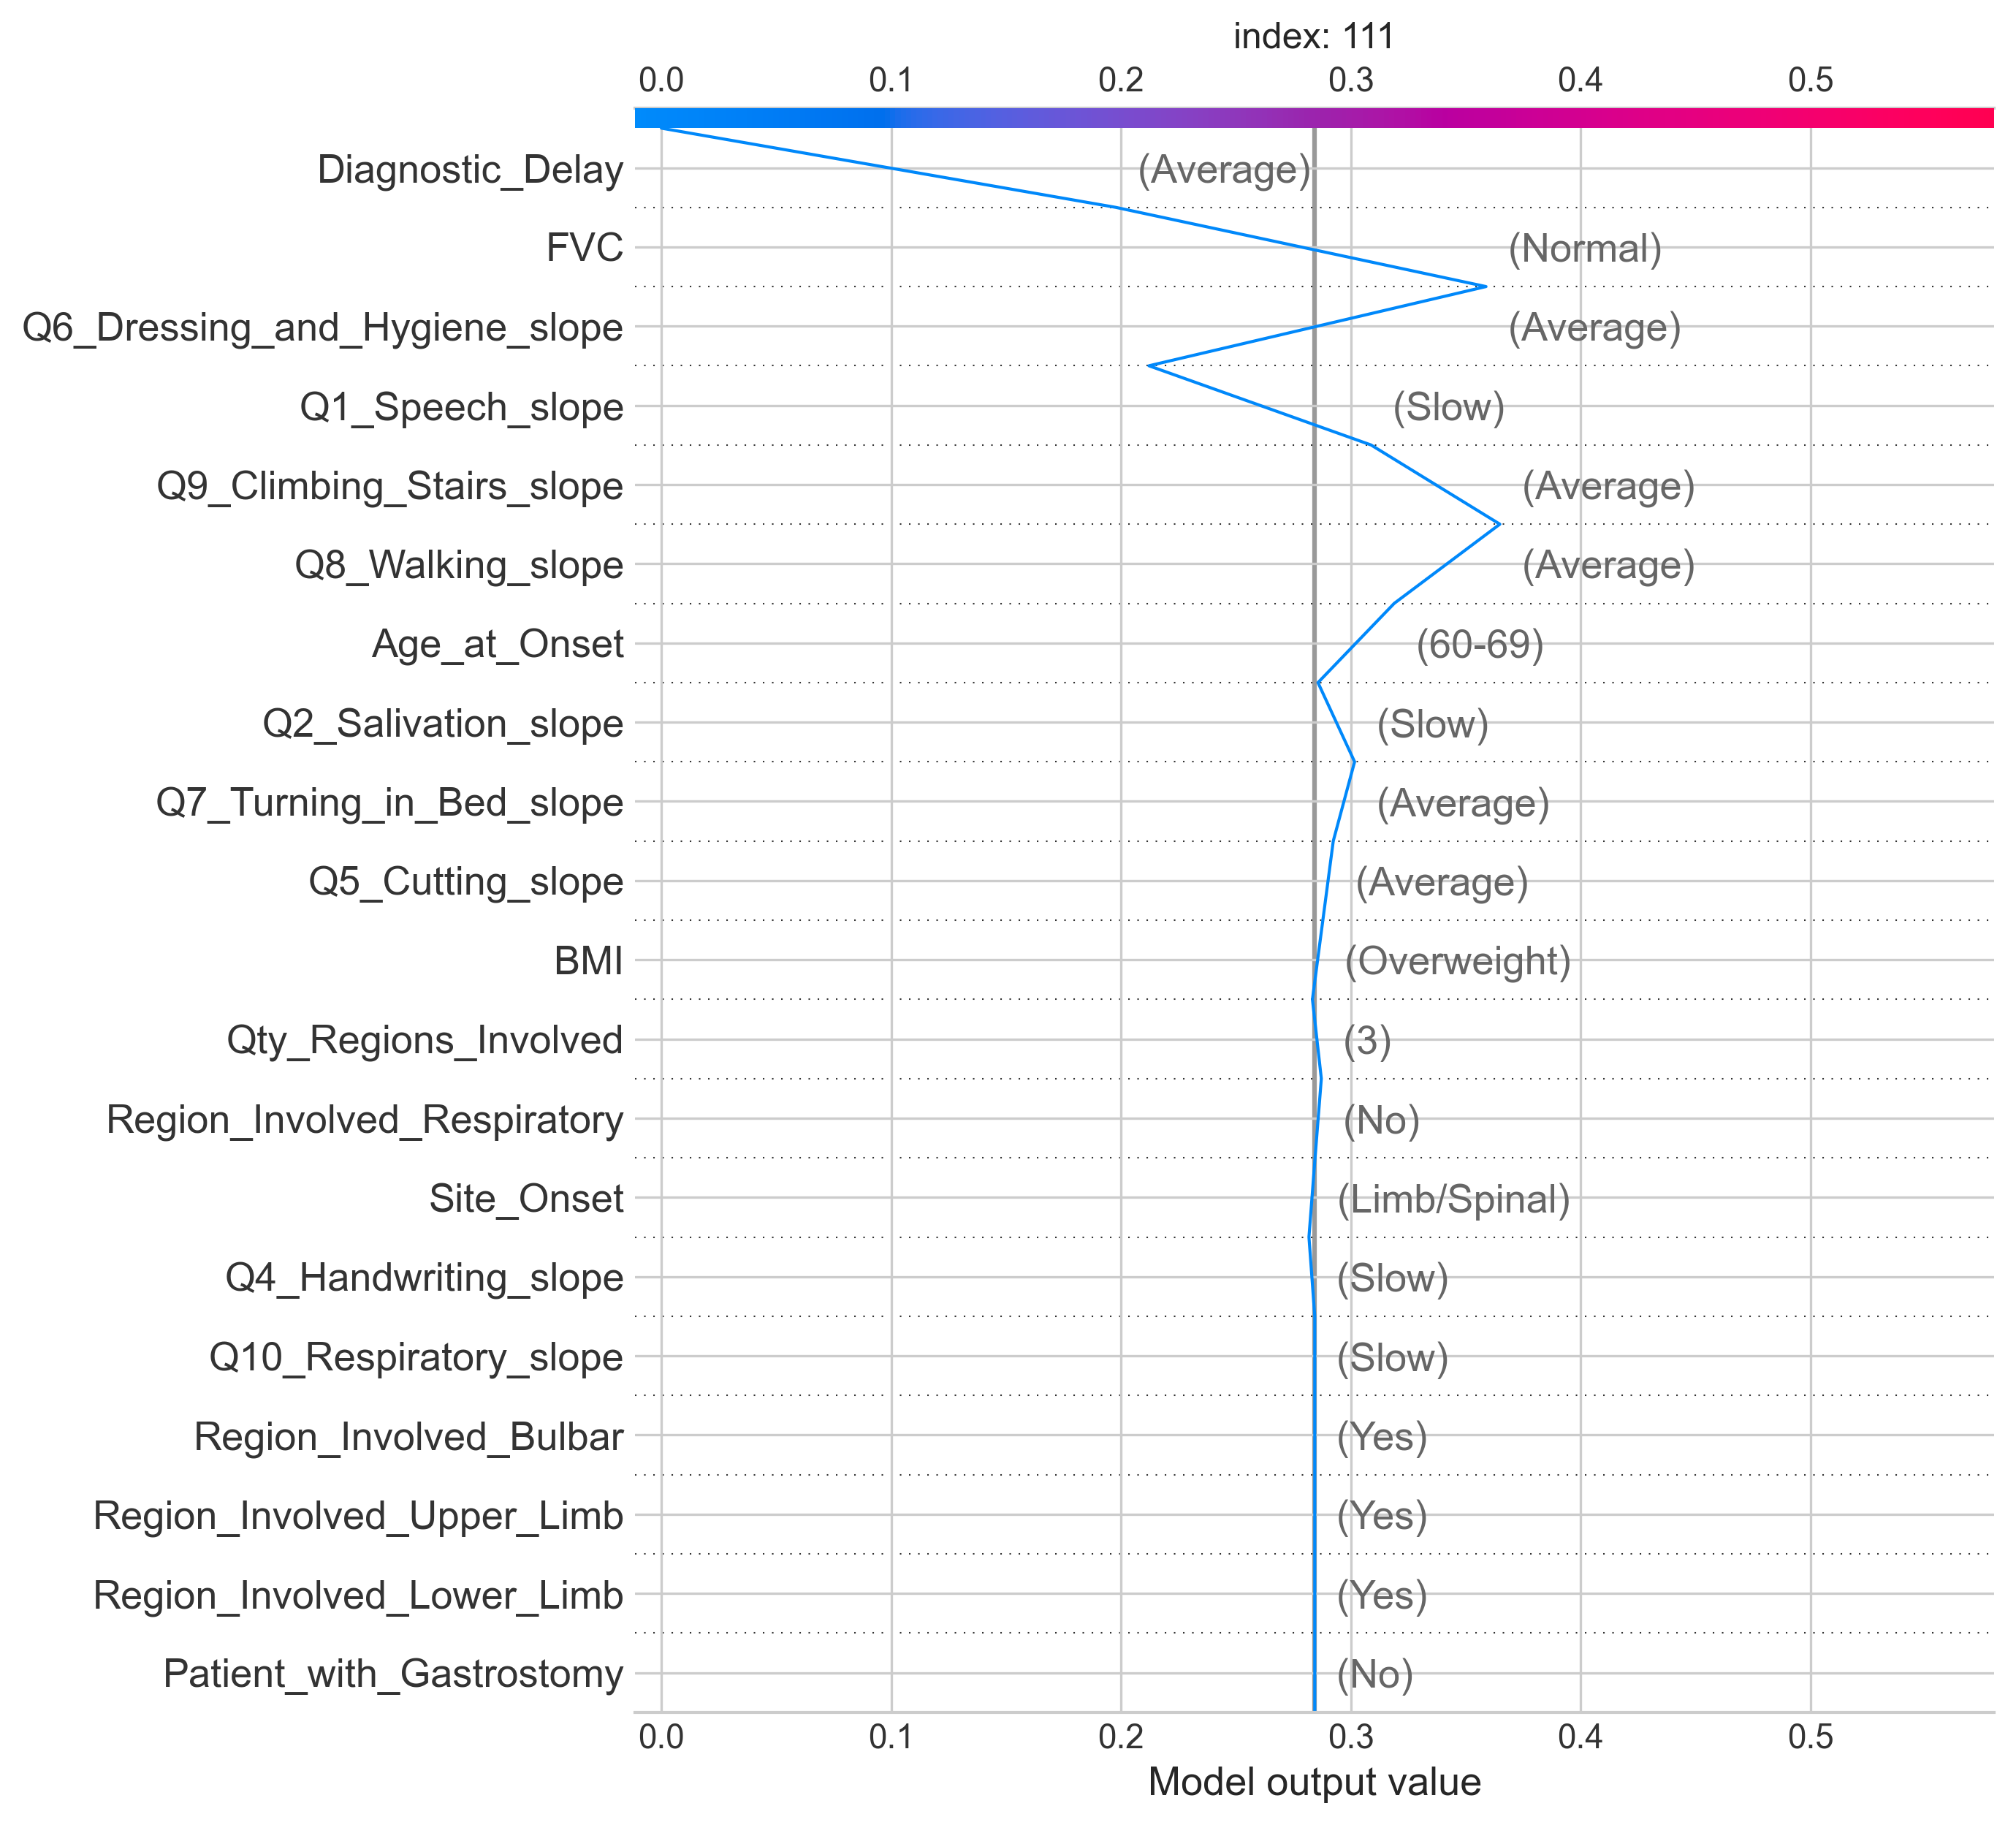 index: 111
0.0 0.1 0.2 0.3 0.4 0.5
Diagnostic_Delay (Average)
FVC (Normal)
Q6_Dressing_and_Hygiene_slope (Average)
Q1_Speech_slope (Slow)
Q9_Climbing_Stairs_slope (Average)
Q8_Walking_slope (Average)
Age_at_Onset (60-69)
Q2_Salivation_slope (Slow)
Q7_Turning_in_Bed_slope (Average)
Q5_Cutting_slope (Average)
BMI (Overweight)
Qty_Regions_Involved (3)
Region_Involved_Respiratory (No)
Site_Onset (Limb/Spinal)
Q4_Handwriting_slope (Slow)
Q10_Respiratory_slope (Slow)
Region_Involved_Bulbar (Yes)
Region_Involved_Upper_Limb (Yes)
Region_Involved_Lower_Limb (Yes)
Patient_with_Gastrostomy (No)
0.0 0.1 0.2 0.3 0.4 0.5
Model output value